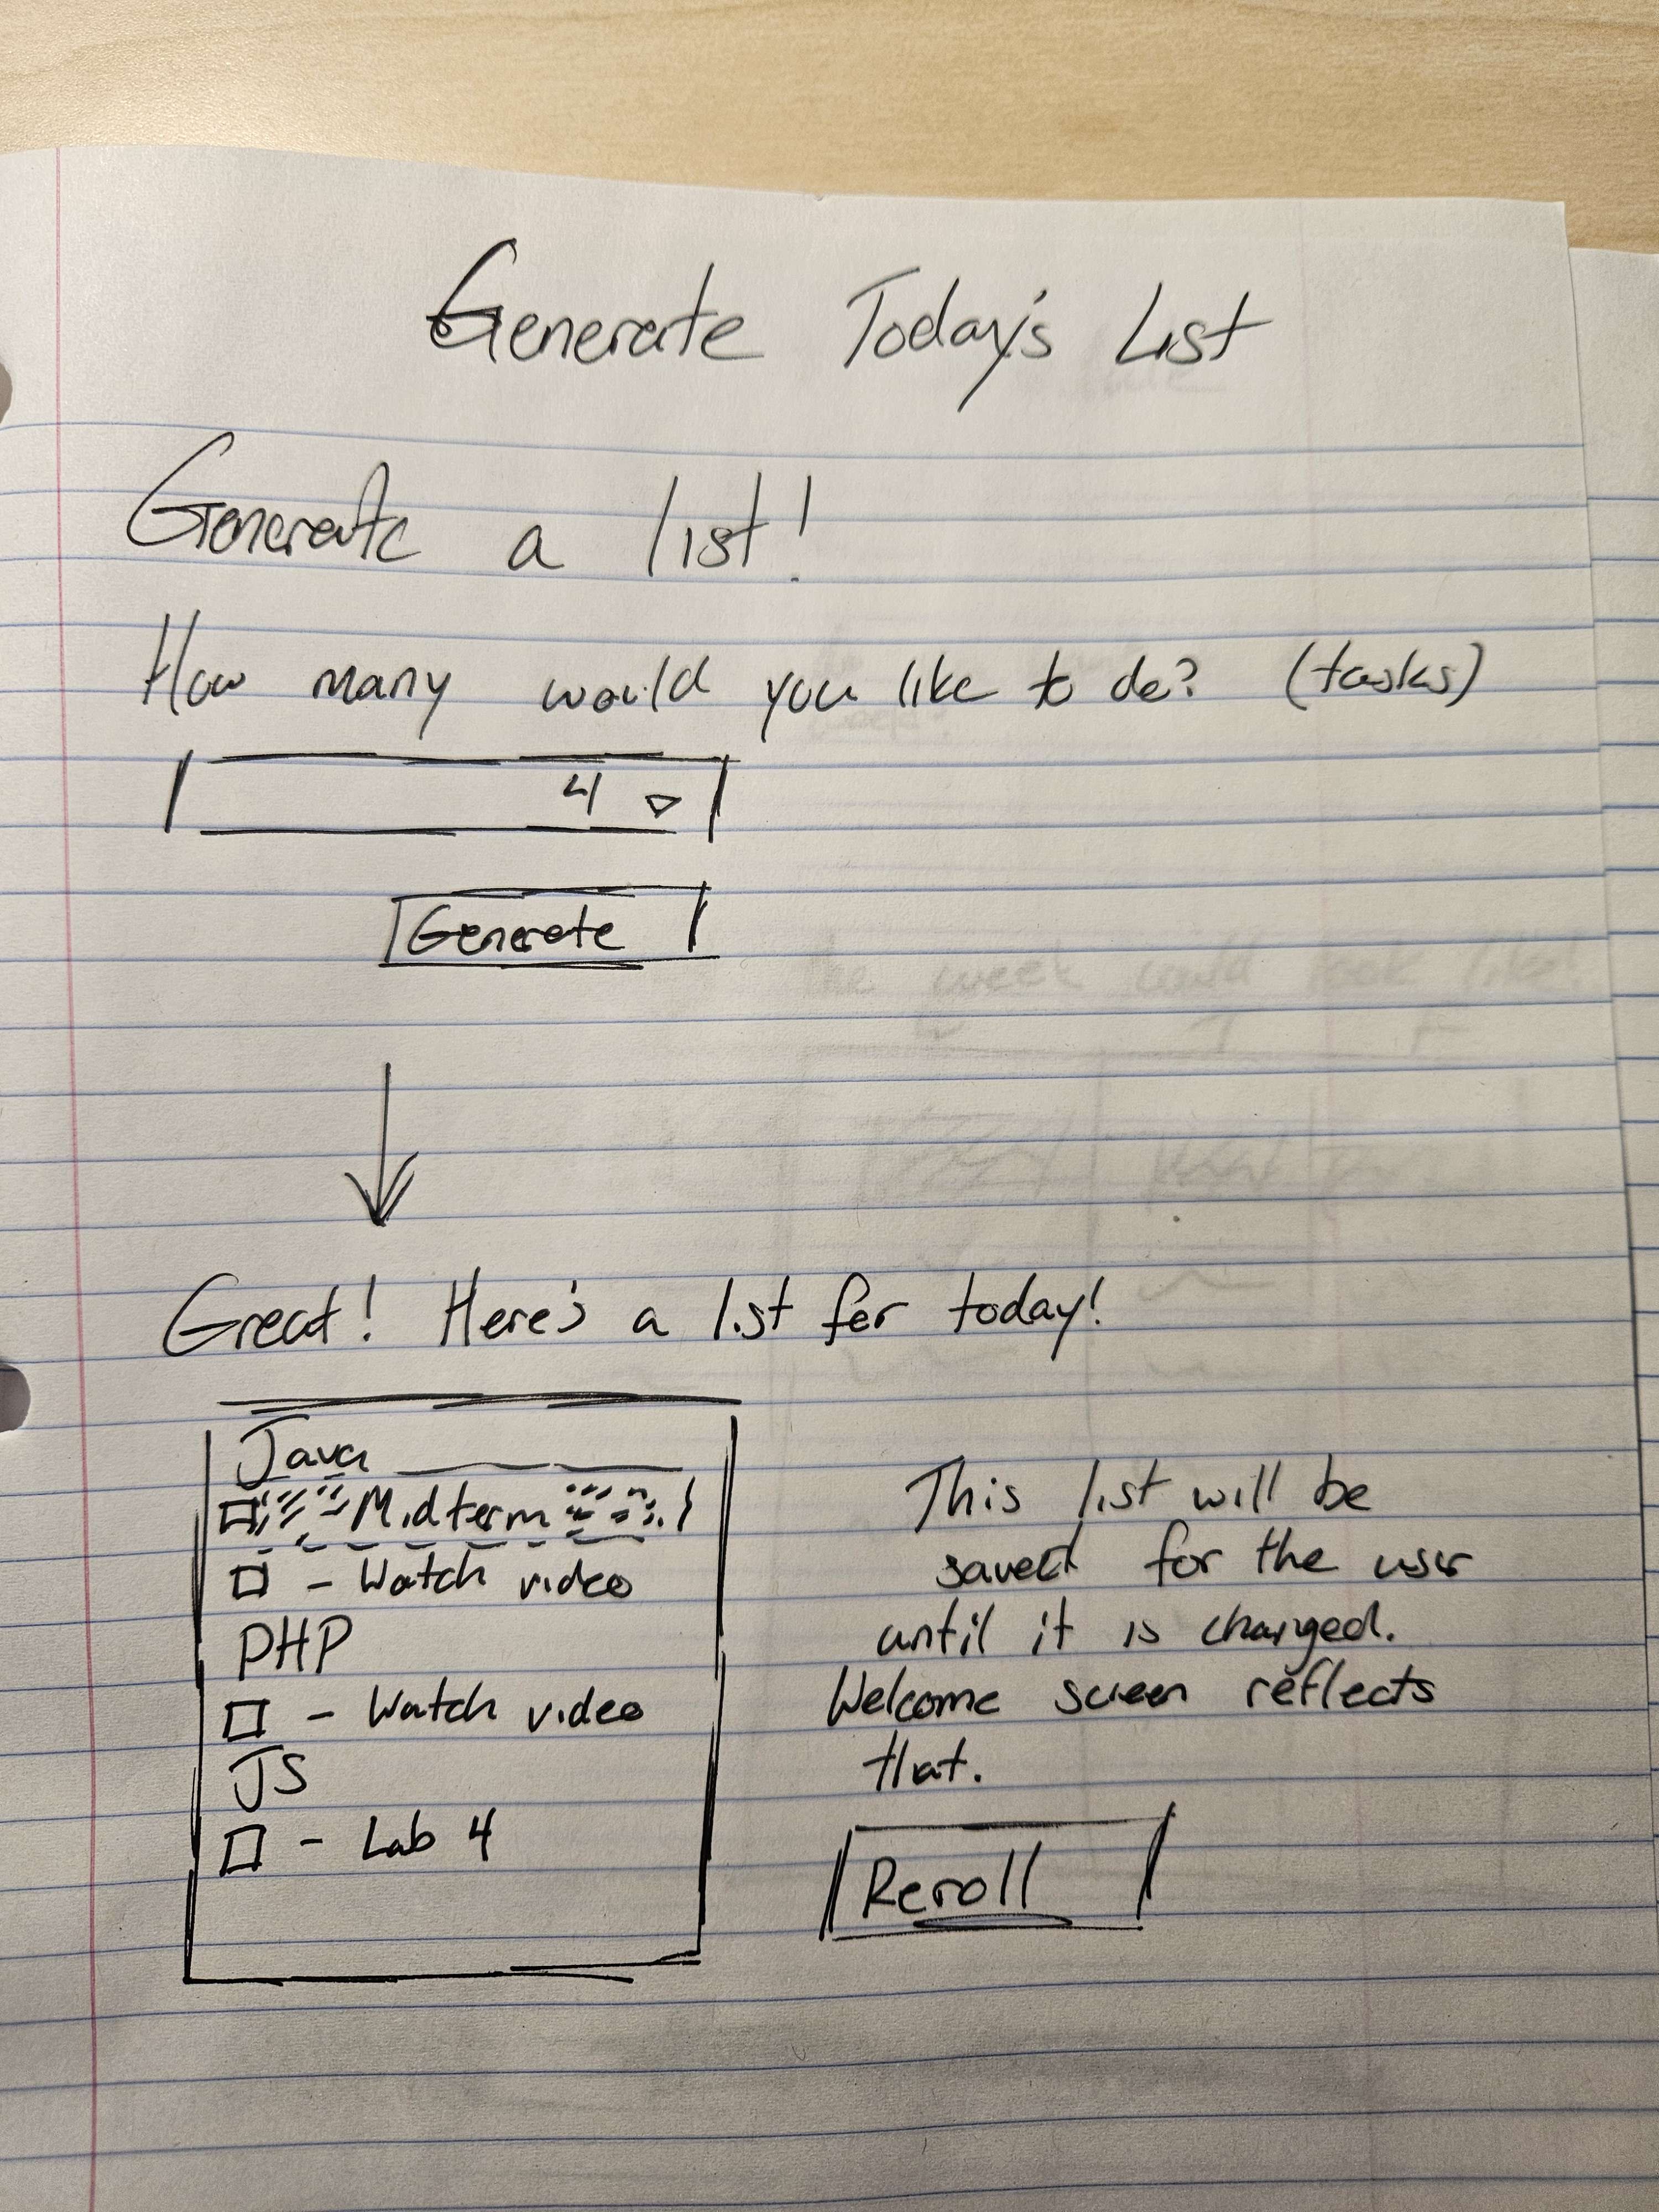 Generate Today's List
Generate a list!
How many would you like to do? (tasks)
4
Generate
Great! Here's a list for today!
Java
Midterm
- Watch video
PHP
- Watch video
JS
- Lab 4
This list will be
saved for the user
until it is changed.
Welcome screen reflects
that.
Reroll